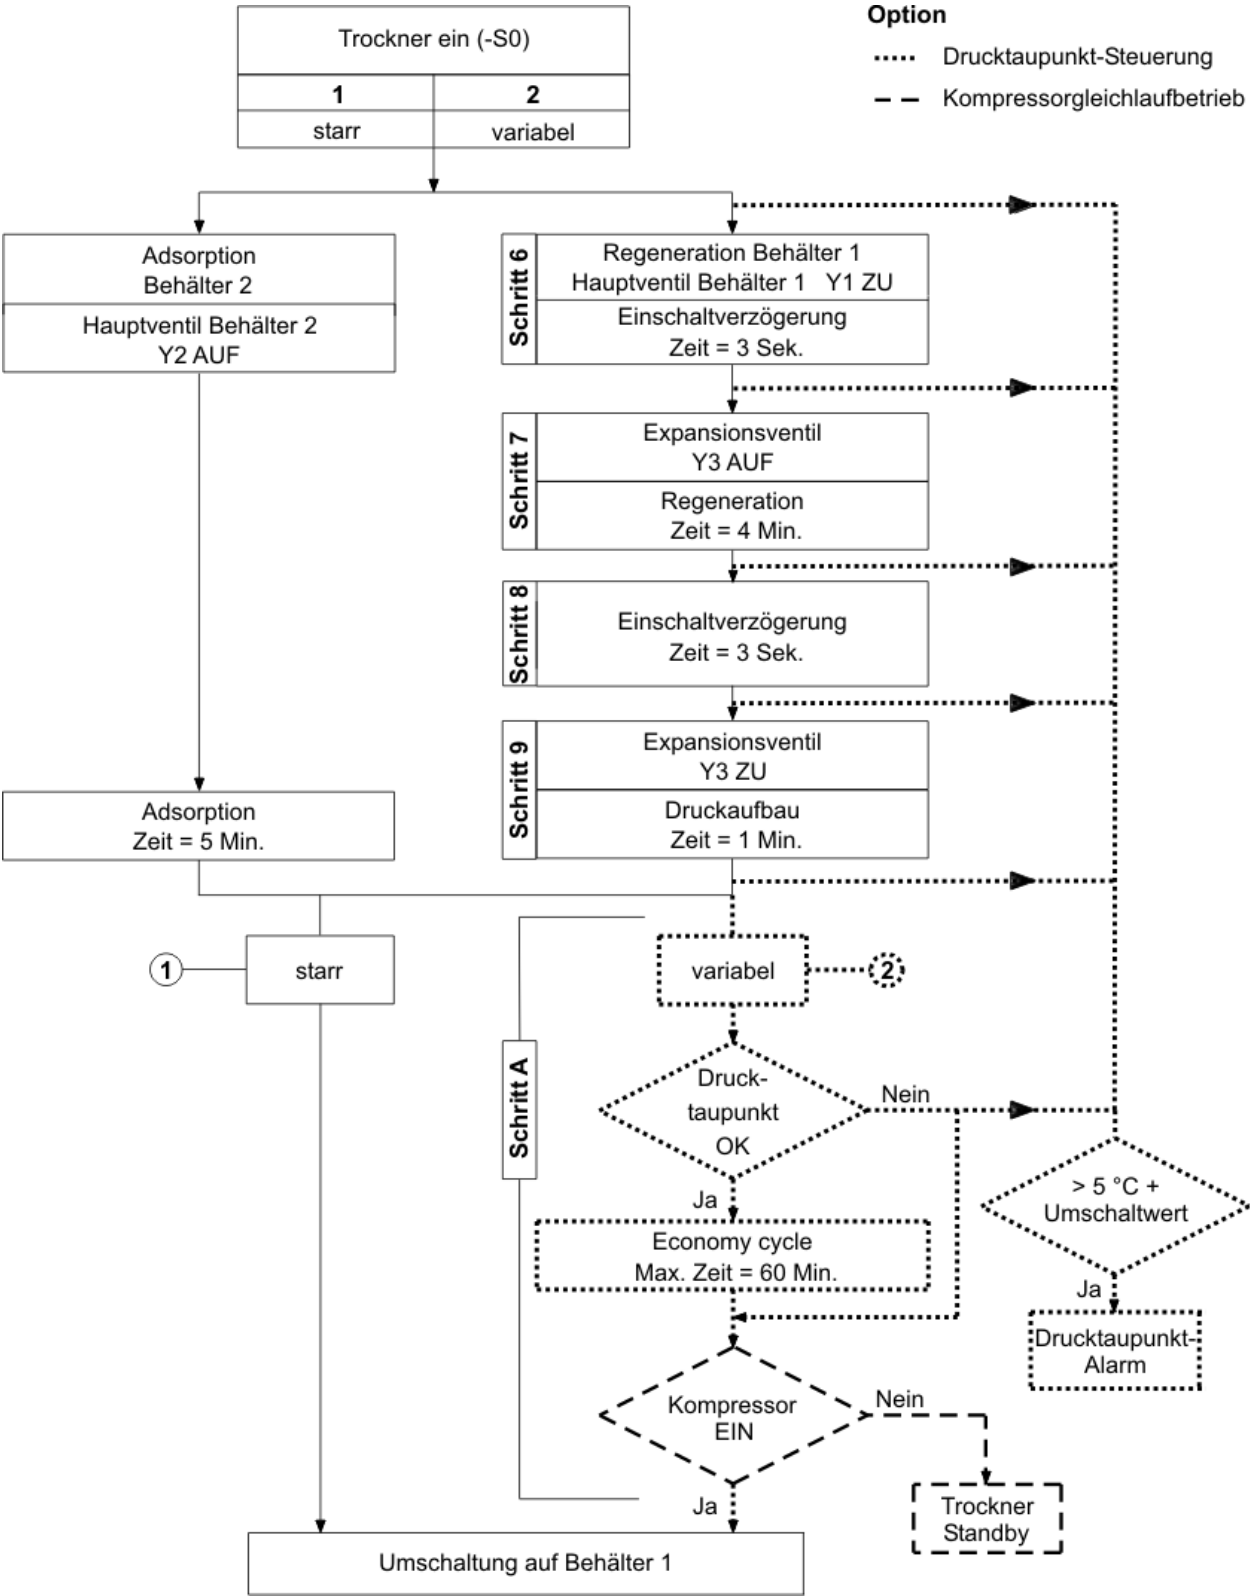 Option
Drucktaupunkt-Steuerung
Kompressorgleichlaufbetrieb
Trockner ein (-S0)
1
2
starr
variabel
Adsorption
Behälter 2
Hauptventil Behälter 2
Y2 AUF
Schritt 6
Regeneration Behälter 1
Hauptventil Behälter 1 Y1 ZU
Einschaltverzögerung
Zeit = 3 Sek.
Schritt 7
Expansionsventil
Y3 AUF
Regeneration
Zeit = 4 Min.
Schritt 8
Einschaltverzögerung
Zeit = 3 Sek.
Schritt 9
Expansionsventil
Y3 ZU
Druckaufbau
Zeit = 1 Min.
Adsorption
Zeit = 5 Min.
1
starr
variabel
2
Schritt A
Druck-
taupunkt
OK
Nein
Ja
> 5 °C +
Umschaltwert
Ja
Drucktaupunkt-
Alarm
Economy cycle
Max. Zeit = 60 Min.
Kompressor
EIN
Nein
Ja
Trockner
Standby
Umschaltung auf Behälter 1